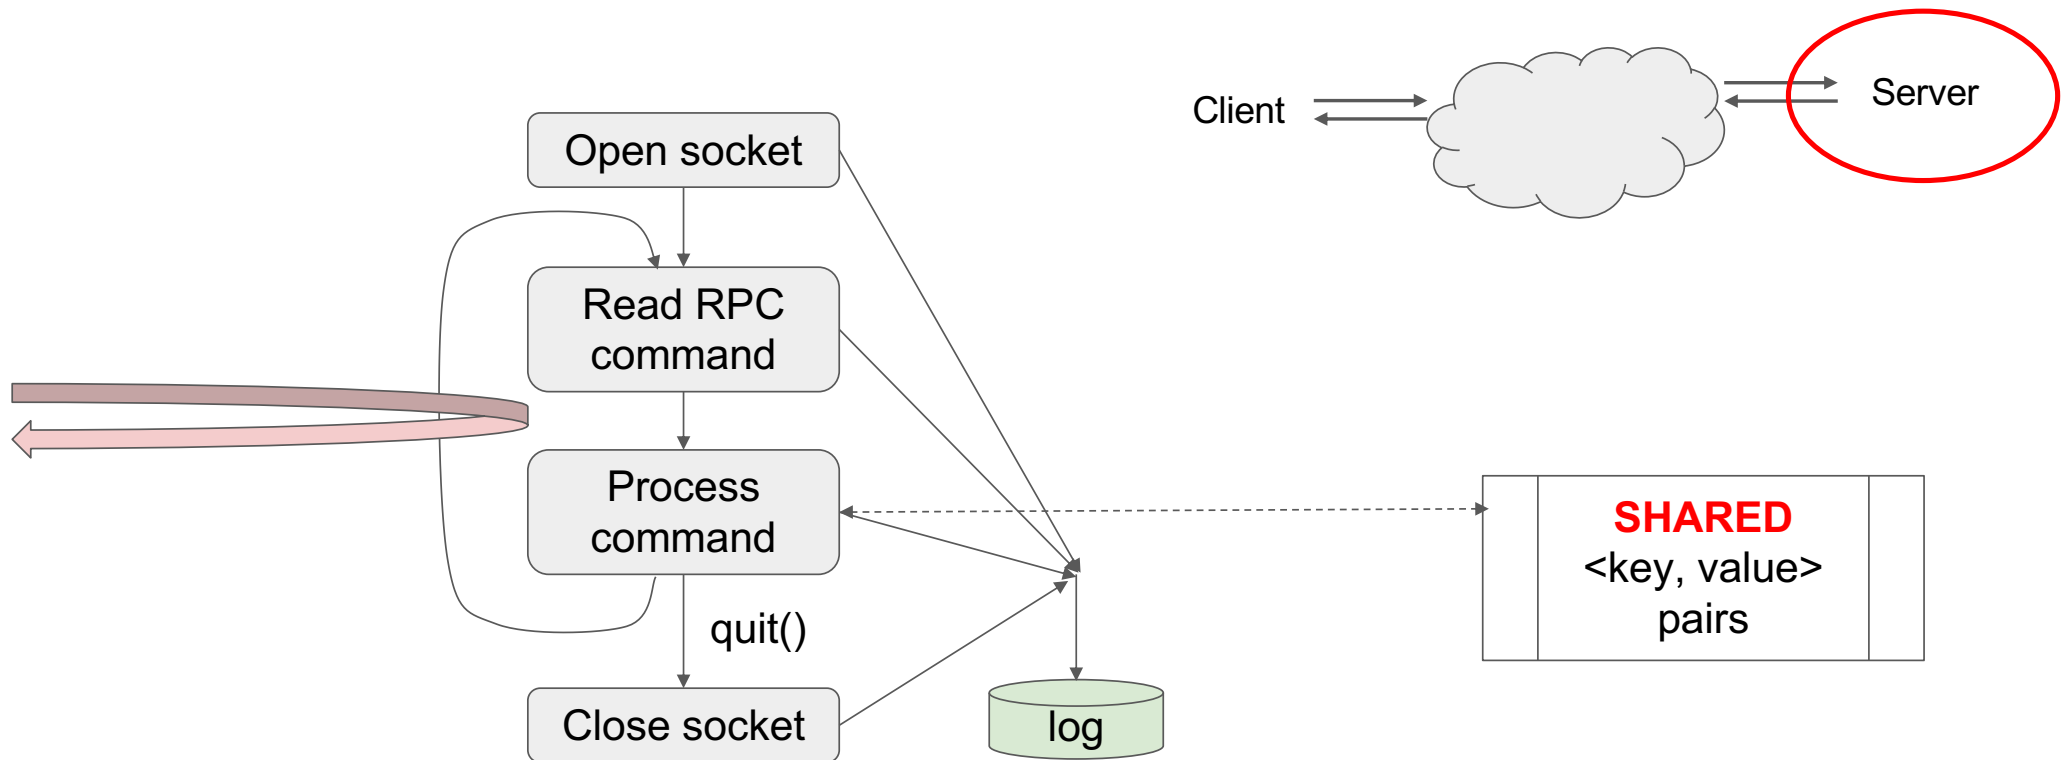 Client
Server
Open socket
Read RPC
command
Process
command
SHARED
<key, value>
pairs
quit()
Close socket
log